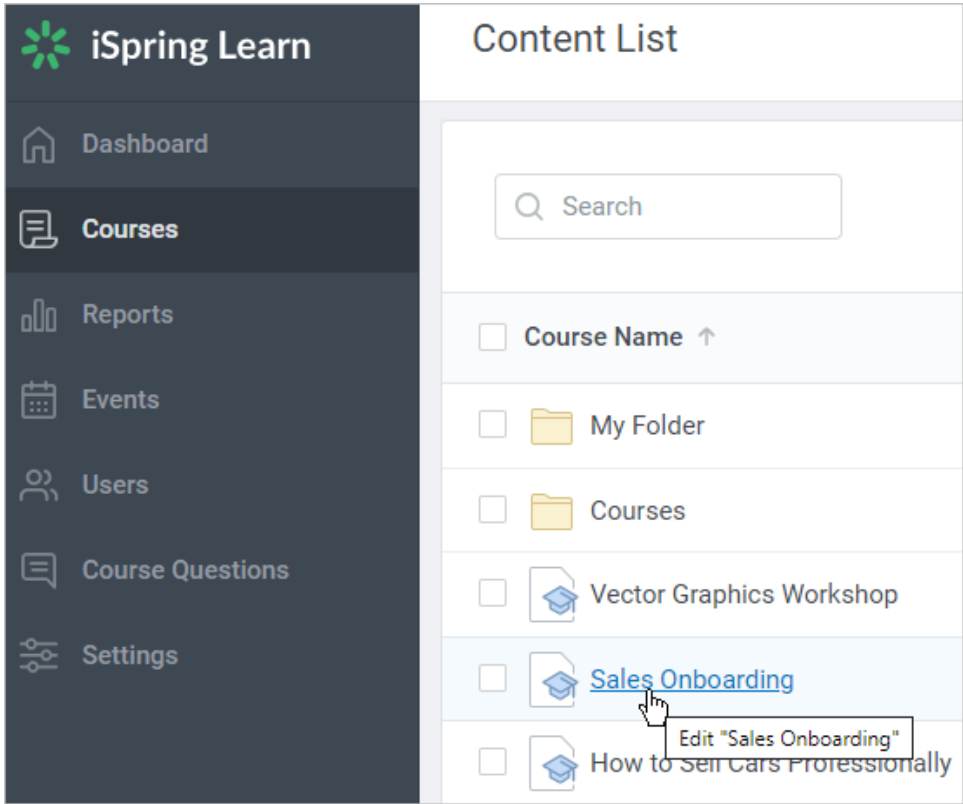 iSpring Learn
Dashboard
Courses
Reports
Events
Users
Course Questions
Settings
Content List
Search
Course Name
My Folder
Courses
Vector Graphics Workshop
Sales Onboarding
Edit "Sales Onboarding"
How to Sell Cars Professionally